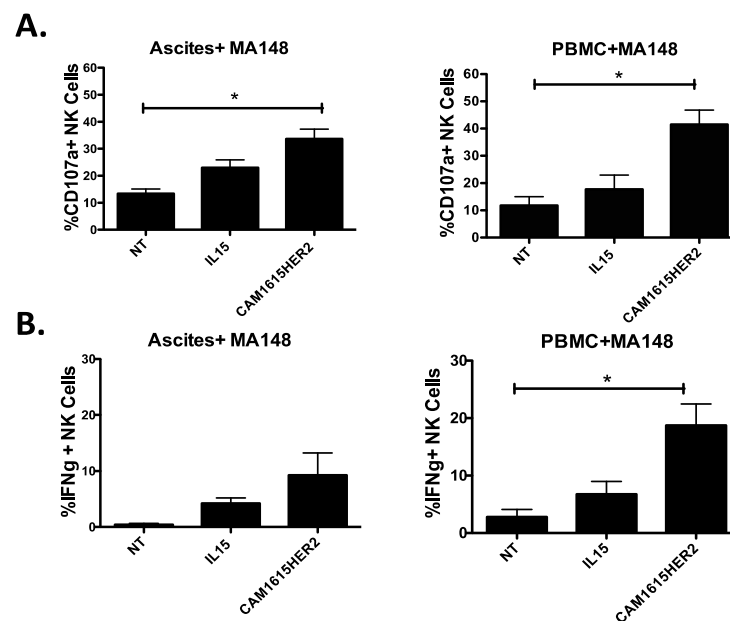 A.
Ascites+ MA148
%CD107a+ NK Cells
60
50
40
30
20
10
0
*
NT
IL15
CAM1615HER2
PBMC+MA148
%CD107a+ NK Cells
60
50
40
30
20
10
0
*
NT
IL15
CAM1615HER2
B.
Ascites+ MA148
%IFNg + NK Cells
30
20
10
0
NT
IL15
CAM1615HER2
PBMC+MA148
%IFNg+ NK Cells
30
20
10
0
*
NT
IL15
CAM1615HER2